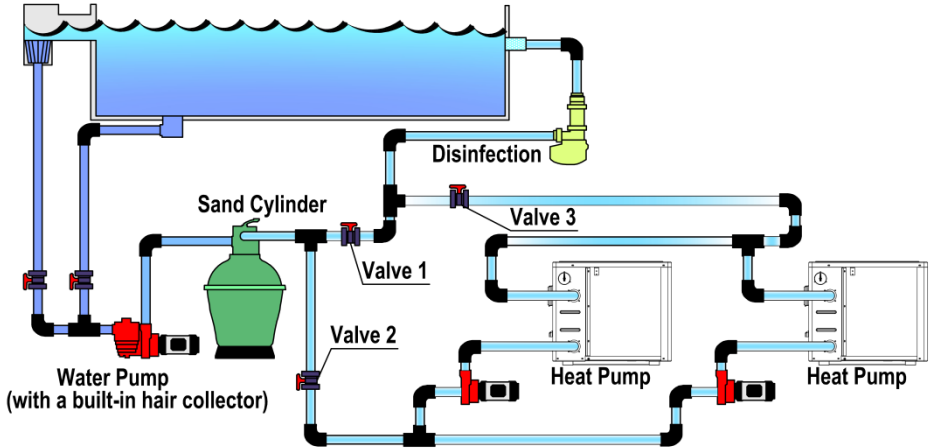 Disinfection
Sand Cylinder
Valve 3
Valve 1
Valve 2
Water Pump
(with a built-in hair collector)
Heat Pump
Heat Pump